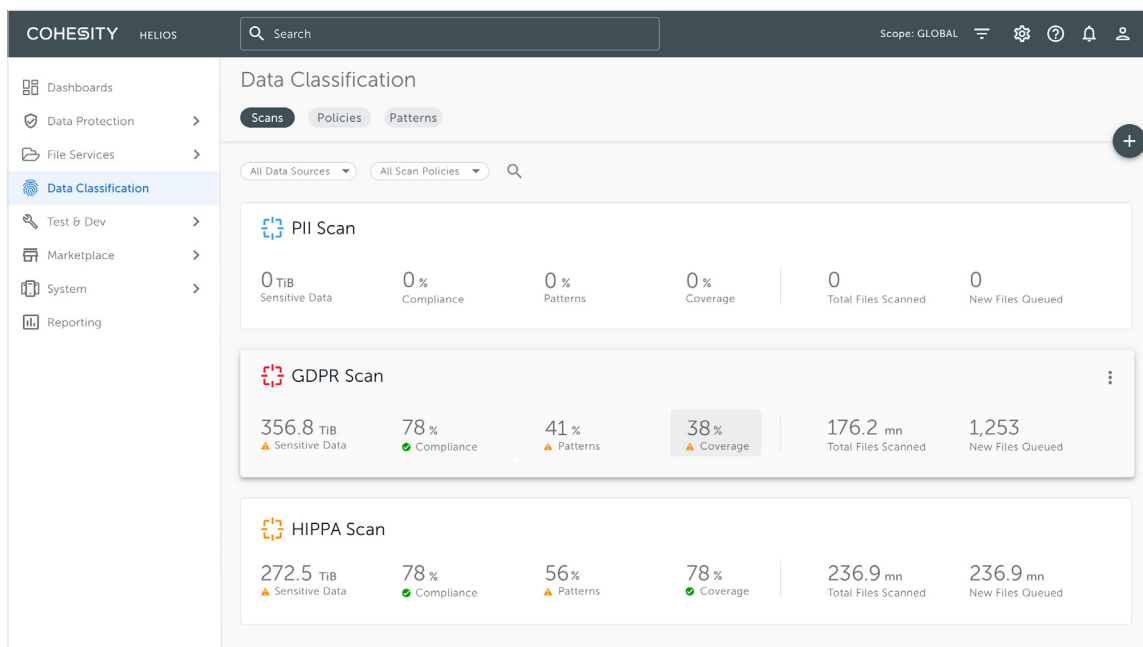 COHESITY HELIOS
Search
Scope: GLOBAL
Dashboards
Data Protection
File Services
Data Classification
Test & Dev
Marketplace
System
Reporting
Data Classification
Scans Policies Patterns
All Data Sources All Scan Policies
PII Scan
0 TiB 0 % 0 % 0 % 0 0
Sensitive Data Compliance Patterns Coverage Total Files Scanned New Files Queued
GDPR Scan
356.8 TiB 78 % 41 % 38 % 176.2 mn 1,253
Sensitive Data Compliance Patterns Coverage Total Files Scanned New Files Queued
HIPPA Scan
272.5 TiB 78 % 56 % 78 % 236.9 mn 236.9 mn
Sensitive Data Compliance Patterns Coverage Total Files Scanned New Files Queued